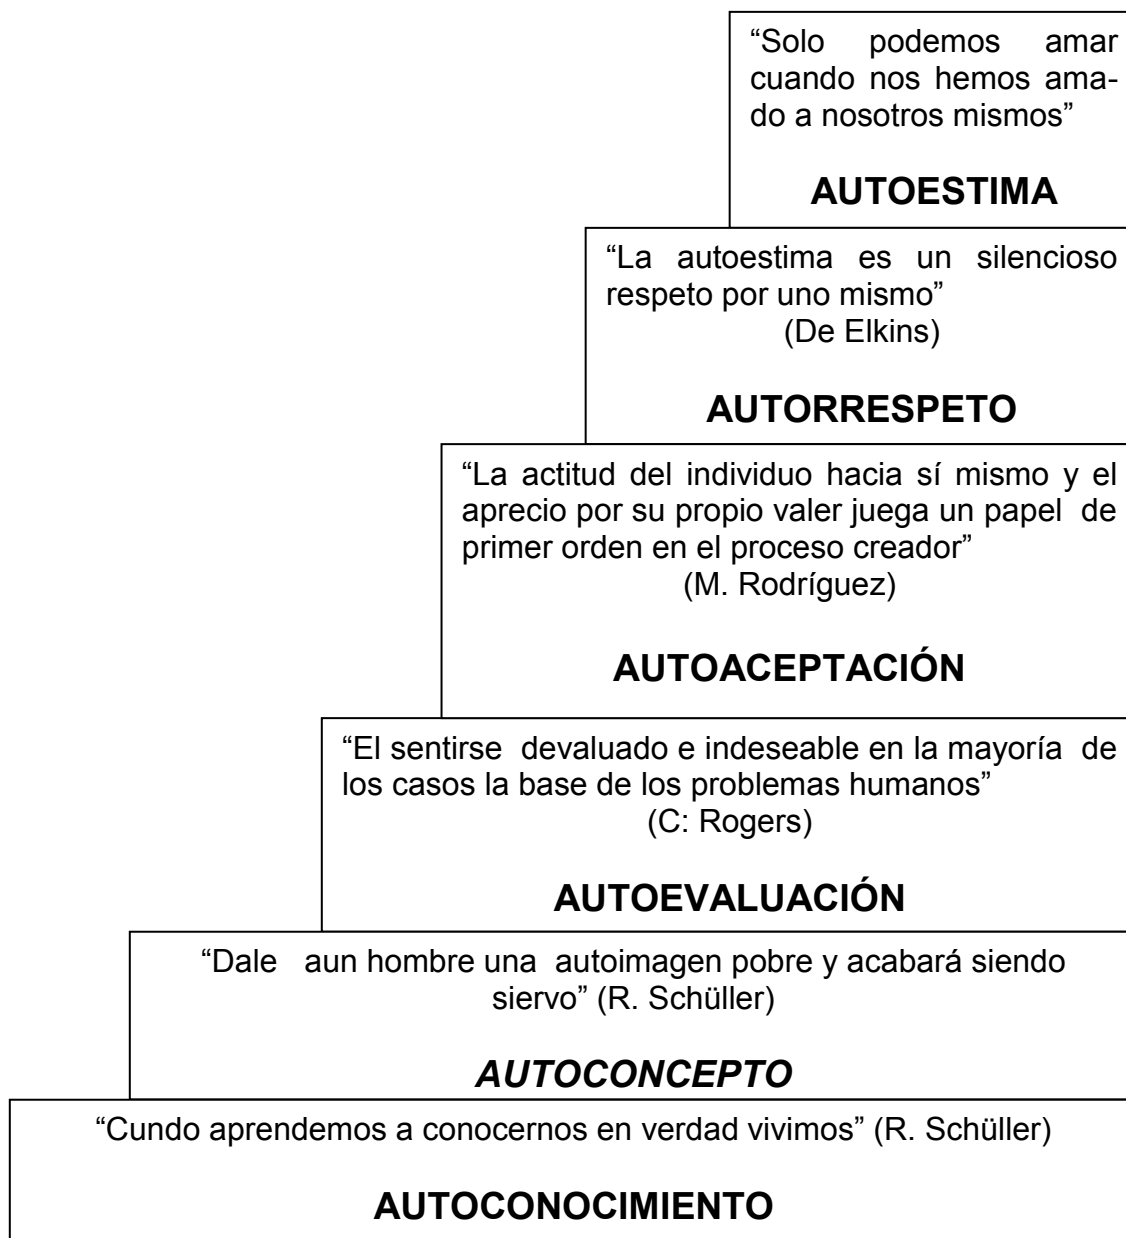 “Solo podemos amar
cuando nos hemos ama-
do a nosotros mismos”
AUTOESTIMA
“La autoestima es un silencioso
respeto por uno mismo”
(De Elkins)
AUTORRESPETO
“La actitud del individuo hacia sí mismo y el
aprecio por su propio valer juega un papel de
primer orden en el proceso creador”
(M. Rodríguez)
AUTOACEPTACIÓN
“El sentirse devaluado e indeseable en la mayoría de
los casos la base de los problemas humanos”
(C: Rogers)
AUTOEVALUACIÓN
“Dale aun hombre una autoimagen pobre y acabará siendo
siervo” (R. Schüller)
AUTOCONCEPTO
“Cundo aprendemos a conocernos en verdad vivimos” (R. Schüller)
AUTOCONOCIMIENTO